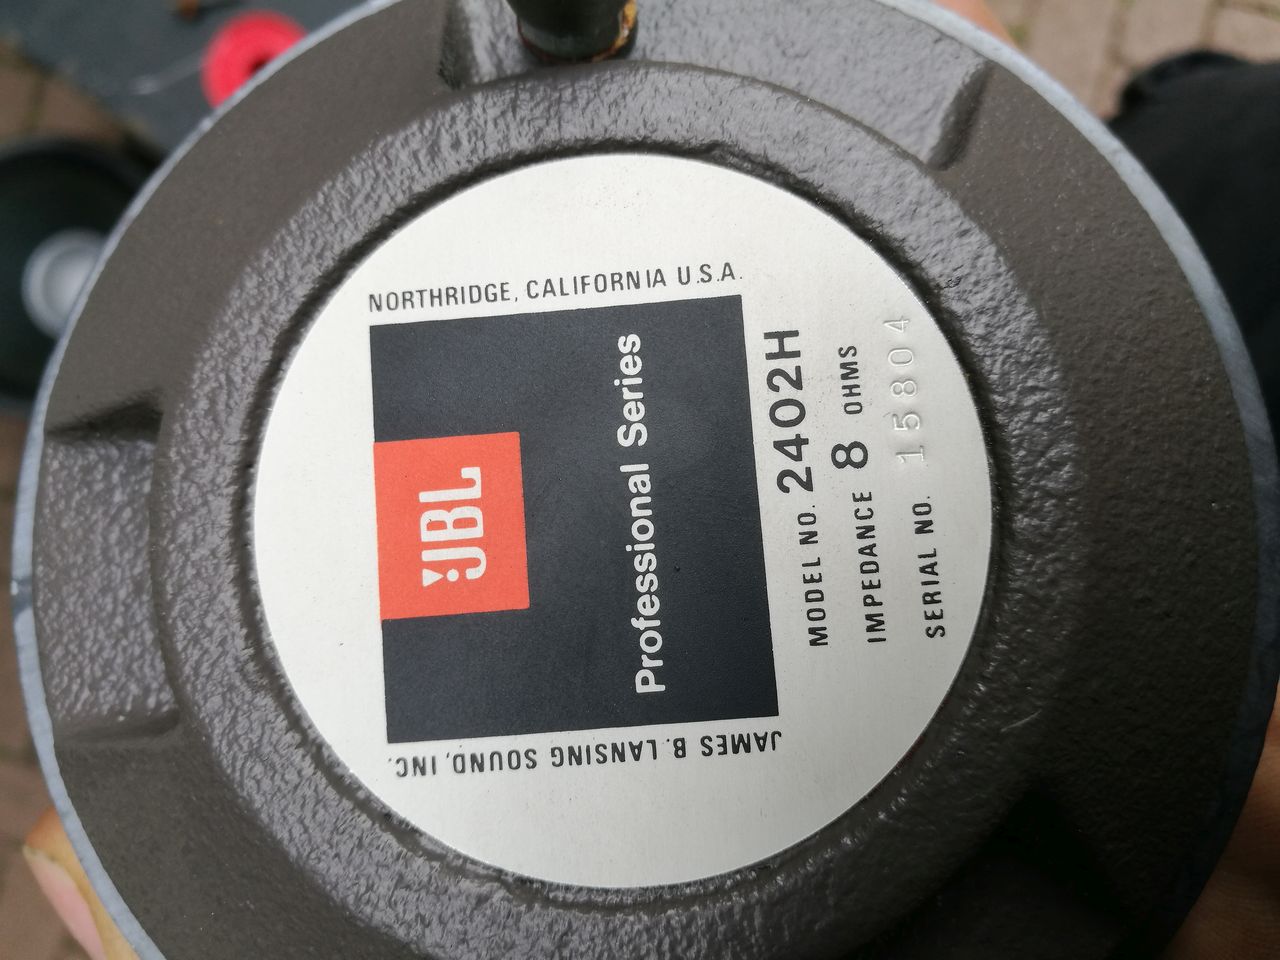 JAMES B. LANSING SOUND, INC.
JBL
Professional Series
NORTHRIDGE, CALIFORNIA U.S.A.
MODEL NO. 2402H
IMPEDANCE 8 OHMS
SERIAL NO. 15804